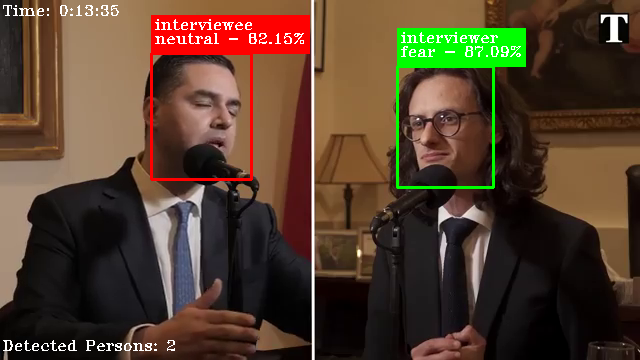 Time: 0:13:35
interviewee
neutral - 82.15%
interviewer
fear - 87.09%
T
Detected Persons: 2